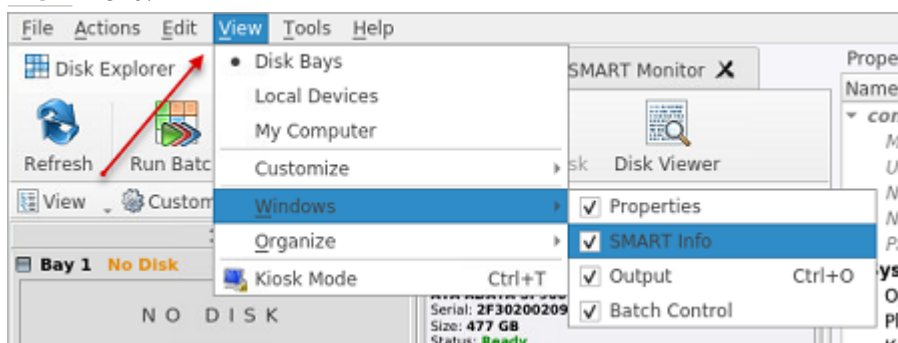 File Actions Edit View Tools Help
Disk Explorer
SMART Monitor X
Disk Bays
Local Devices
My Computer
Customize
Windows
Organize
Kiosk Mode Ctrl+T
Properties
SMART Info
Output Ctrl+O
Batch Control
Refresh Run Batc
sk Disk Viewer
View Custom
Bay 1 No Disk
NO DISK
Serial: 2F30200209
Size: 477 GB
Status: Ready
Prope
Name